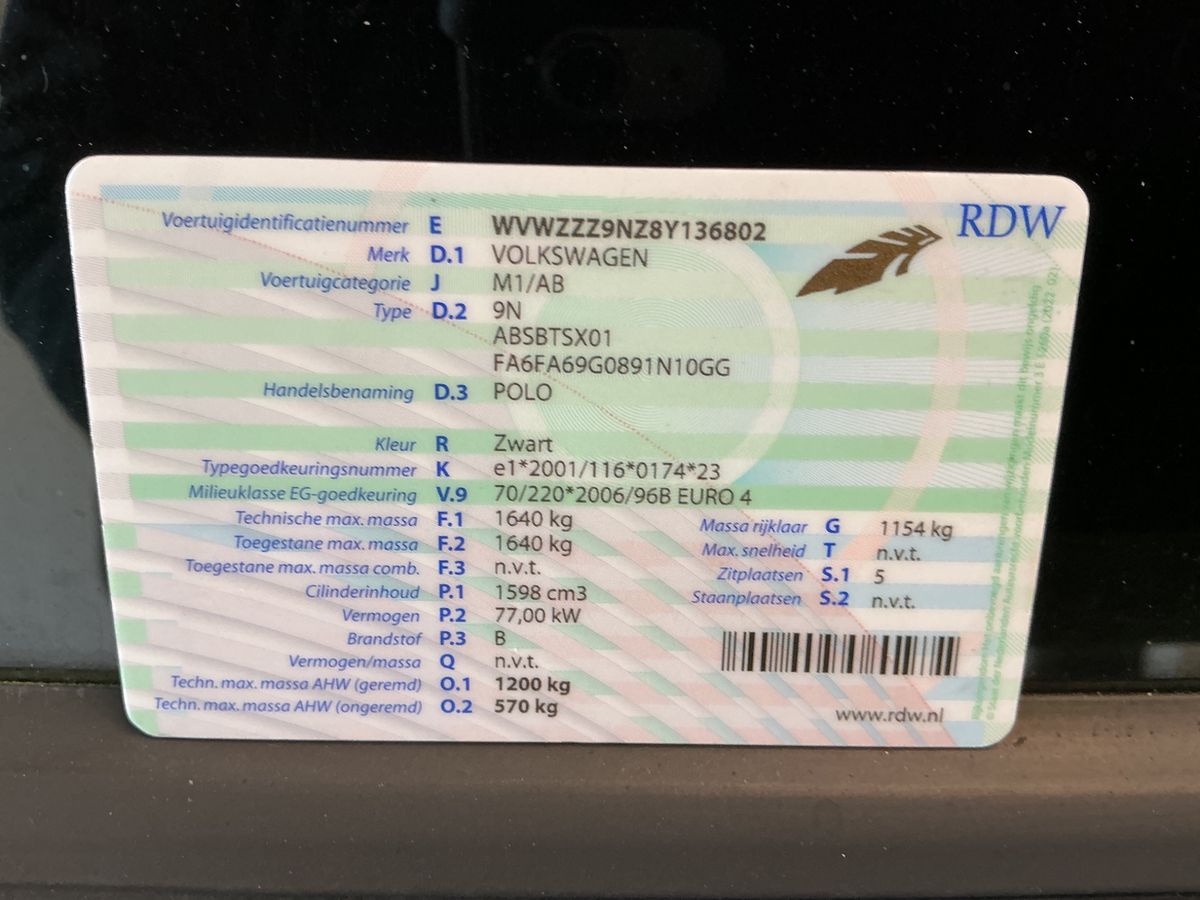 RDW
Voertuigidentificatienummer E WVWZZZ9NZ8Y136802
Merk D.1 VOLKSWAGEN
Voertuigcategorie J M1/AB
Type D.2 9N
ABSBTSX01
FA6FA69G0891N10GG
Handelsbenaming D.3 POLO
Kleur R Zwart
Typegoedkeuringsnummer K e1*2001/116*0174*23
Milieuklasse EG-goedkeuring V.9 70/220*2006/96B EURO 4
Technische max. massa F.1 1640 kg
Toegestane max. massa F.2 1640 kg
Toegestane max. massa comb. F.3 n.v.t.
Cilinderinhoud P.1 1598 cm3
Vermogen P.2 77,00 kW
Brandstof P.3 B
Vermogen/massa Q n.v.t.
Techn. max. massa AHW (geremd) O.1 1200 kg
Techn. max. massa AHW (ongeremd) O.2 570 kg
Massa rijklaar G 1154 kg
Max. snelheid T n.v.t.
Zitplaatsen S.1 5
Staanplaatsen S.2 n.v.t.
www.rdw.nl